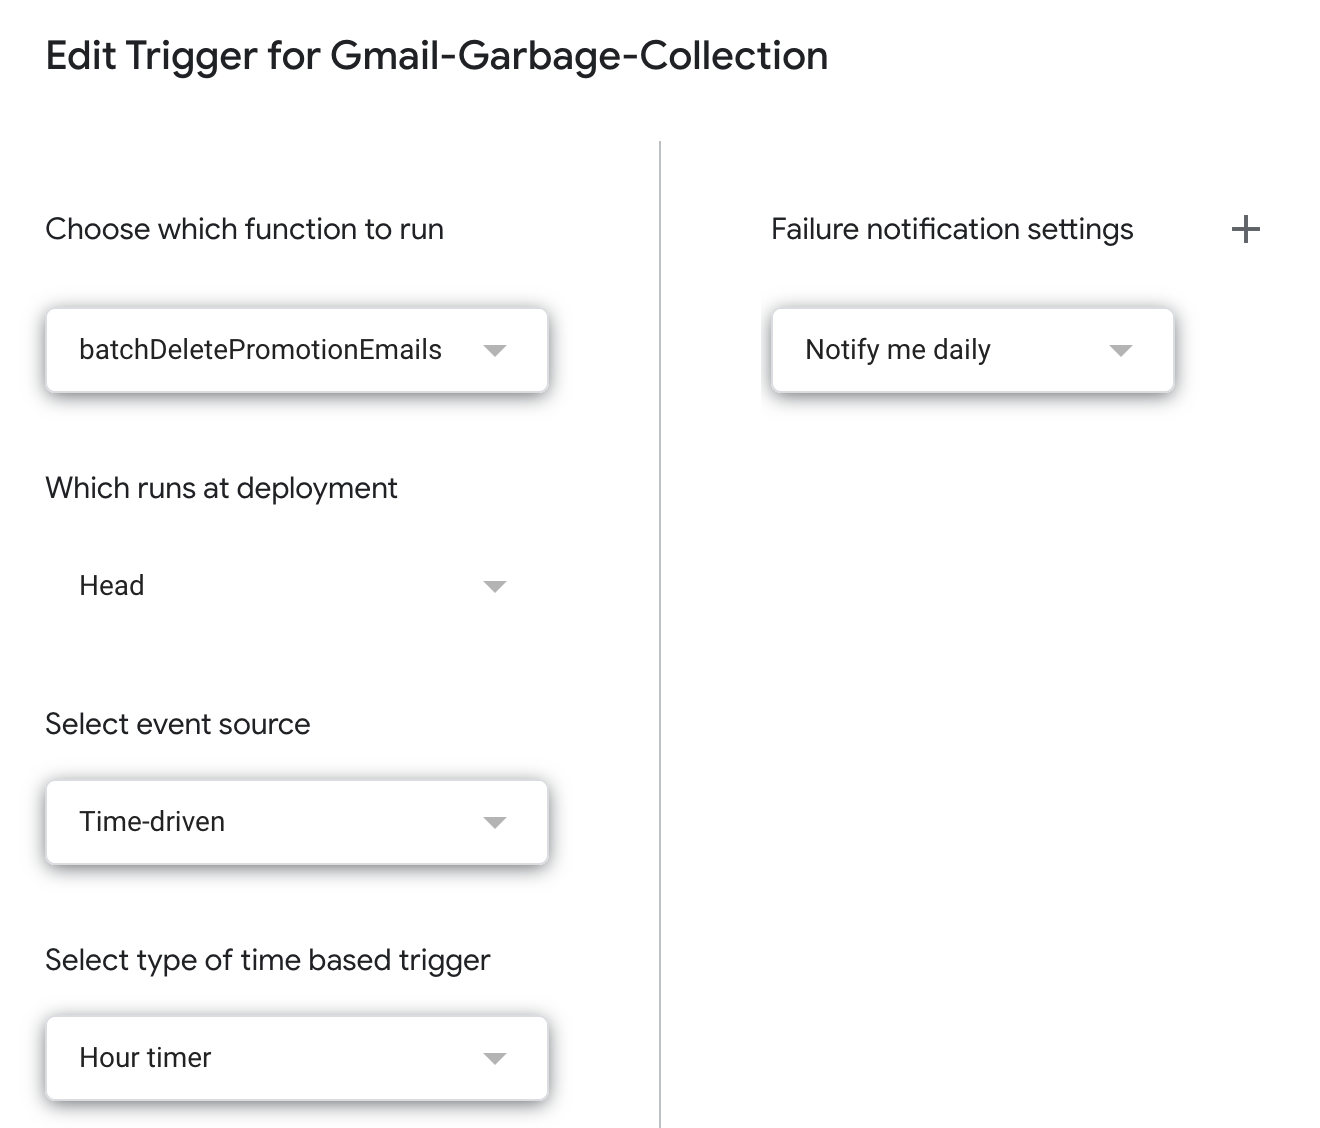 Edit Trigger for Gmail-Garbage-Collection
Choose which function to run
batchDeletePromotionEmails
Which runs at deployment
Head
Select event source
Time-driven
Select type of time based trigger
Hour timer
Failure notification settings
Notify me daily